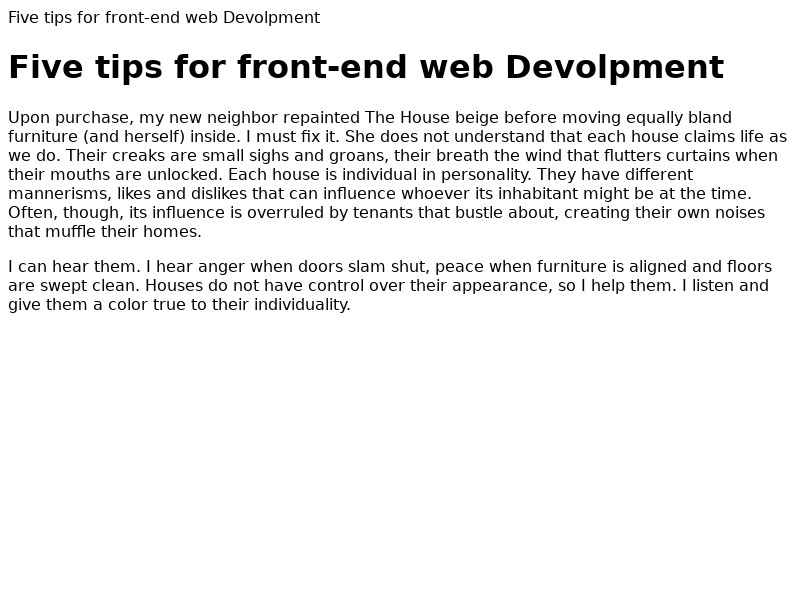 Five tips for front-end web Devolpment
Five tips for front-end web Devolpment
Upon purchase, my new neighbor repainted The House beige before moving equally bland
furniture (and herself) inside. I must fix it. She does not understand that each house claims life as
we do. Their creaks are small sighs and groans, their breath the wind that flutters curtains when
their mouths are unlocked. Each house is individual in personality. They have different
mannerisms, likes and dislikes that can influence whoever its inhabitant might be at the time.
Often, though, its influence is overruled by tenants that bustle about, creating their own noises
that muffle their homes.
I can hear them. I hear anger when doors slam shut, peace when furniture is aligned and floors
are swept clean. Houses do not have control over their appearance, so I help them. I listen and
give them a color true to their individuality.